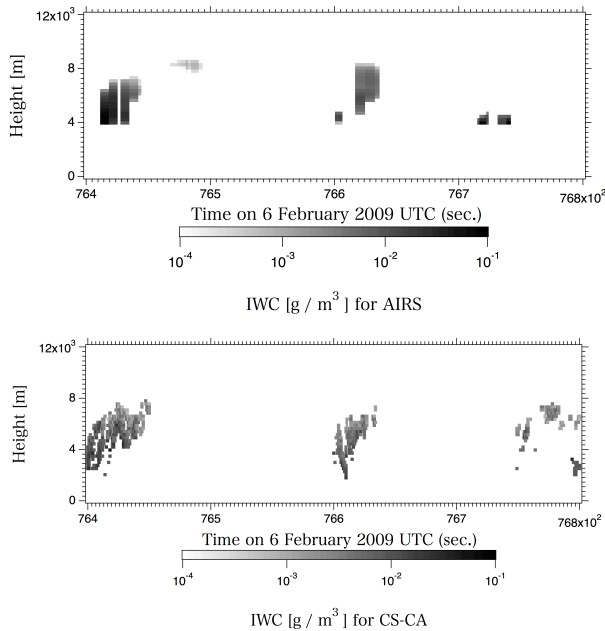 12x10³
8
4
0
Height [m]
764 765 766 767 768x10²
Time on 6 February 2009 UTC (sec.)
10⁻⁴ 10⁻³ 10⁻² 10⁻¹
IWC [g / m³ ] for AIRS
12x10³
8
4
0
Height [m]
764 765 766 767 768x10²
Time on 6 February 2009 UTC (sec.)
10⁻⁴ 10⁻³ 10⁻² 10⁻¹
IWC [g / m³ ] for CS-CA